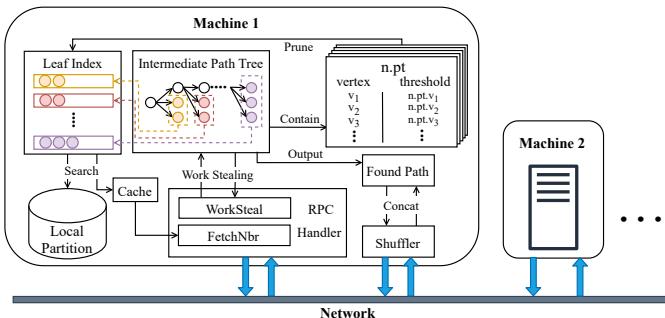 Machine 1
Prune
Leaf Index
Intermediate Path Tree
n.pt
vertex threshold
v1 n.pt.v1
v2 n.pt.v2
v3 n.pt.v3
Contain
Output
Search
Work Stealing
Cache
Found Path
Concat
Local
Partition
WorkSteal
FetchNbr
RPC
Handler
Shuffler
Machine 2
Network